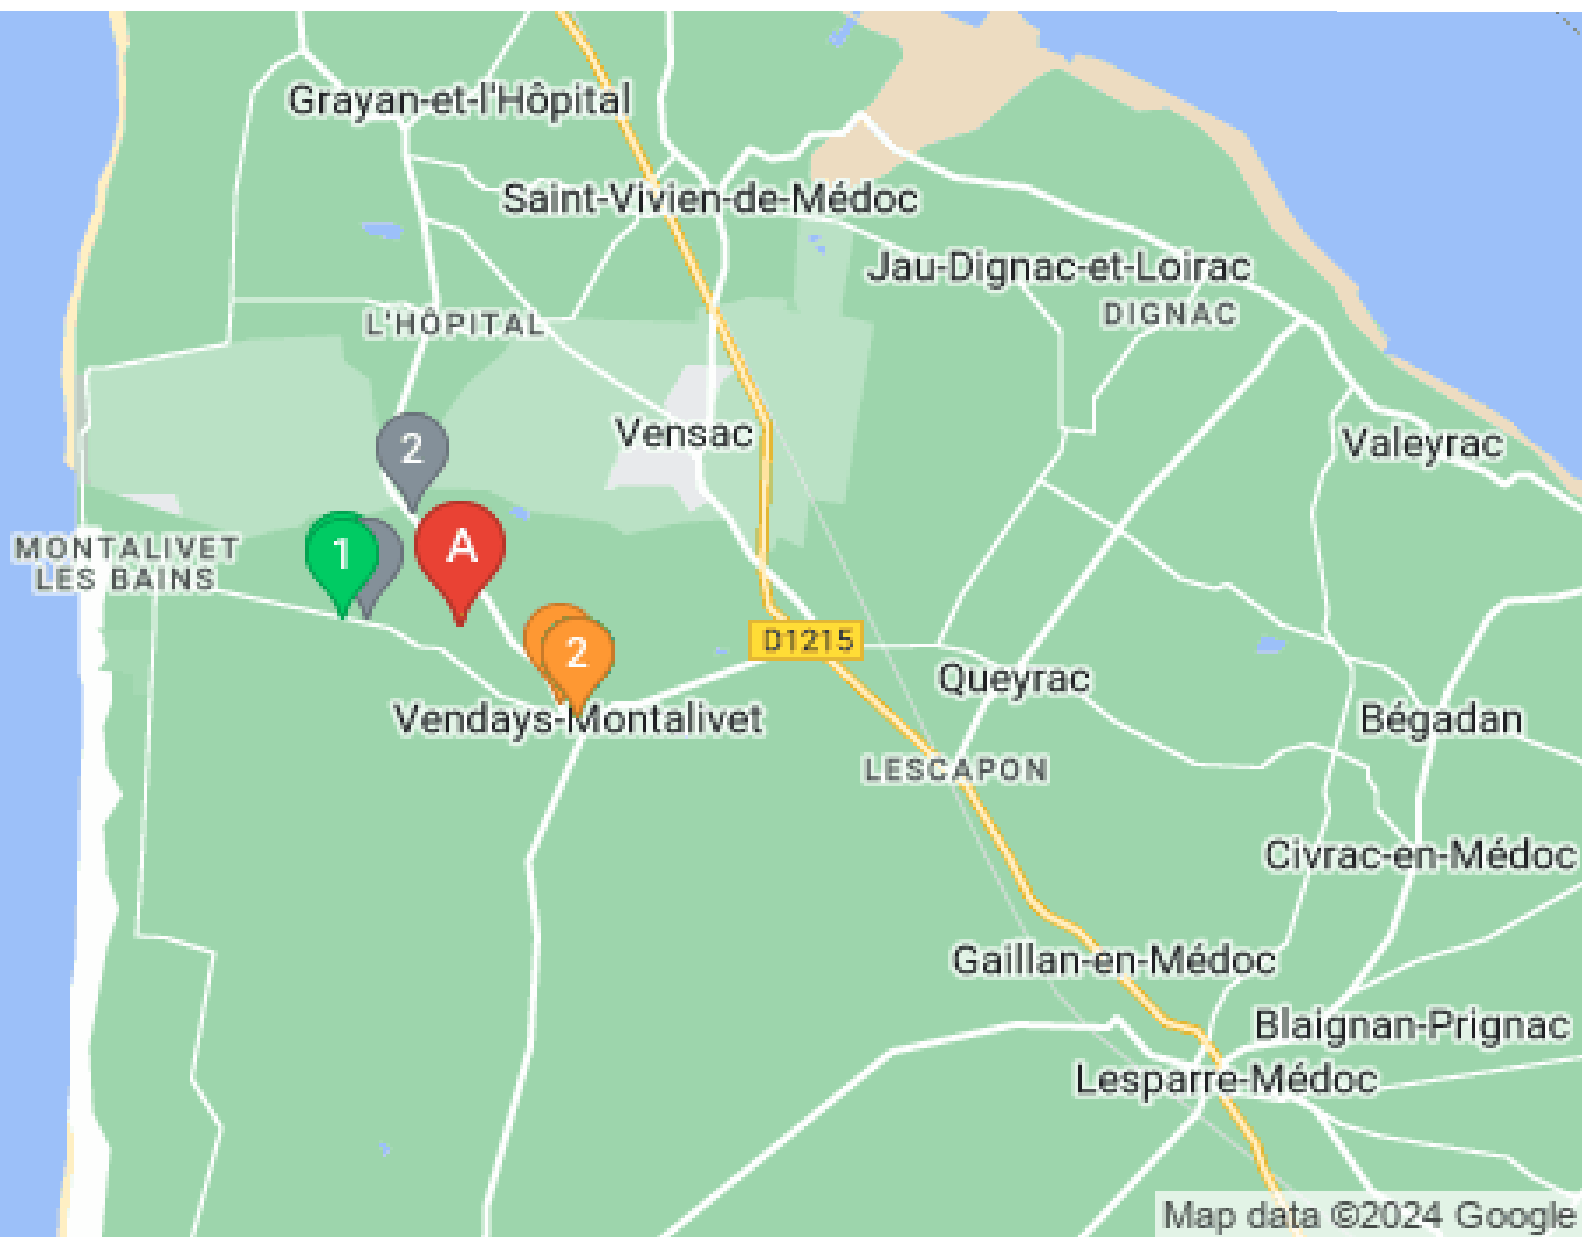 Grayan-et-l'Hôpital
Saint-Vivien-de-Médoc
Jau-Dignac-et-Loirac
DIGNAC
L'HÔPITAL
Vensac
Valeyrac
2
MONTALIVET
LES BAINS
1
A
2
D1215
Queyrac
Vendays-Montalivet
Bégadan
LESCAPON
Civrac-en-Médoc
Gaillan-en-Médoc
Blaignan-Prignac
Lesparre-Médoc
Map data ©2024 Google